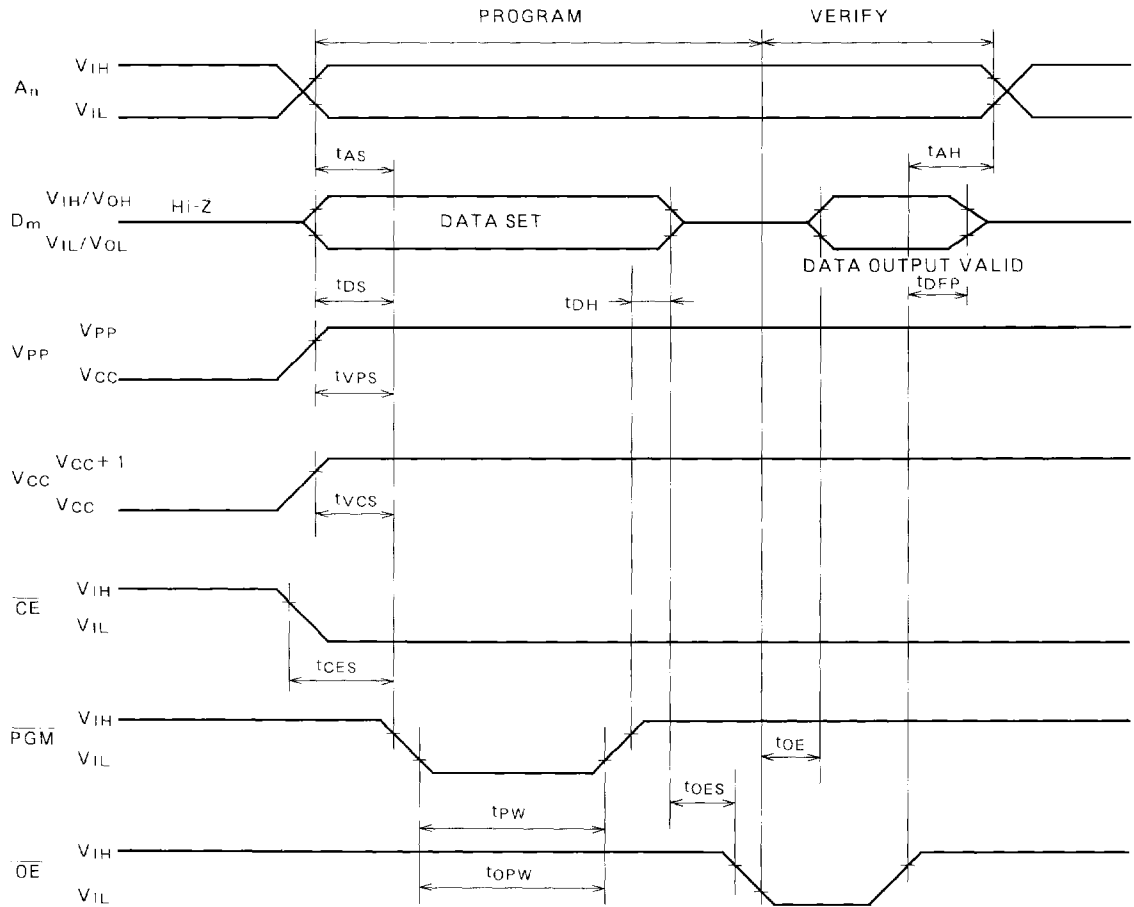 PROGRAM VERIFY
An VIH
VIL
tAS tAH
Dm VIH/VOH Hi-Z DATA SET
VIL/VOL
DATA OUTPUT VALID
tDS tDH tDFP
VPP VPP
VCC
tVPS
VCC VCC+1
VCC
tVCS
CE VIH
VIL
tCES
PGM VIH
VIL
tOE
tOES
tPW
OE VIH
tOPW
VIL